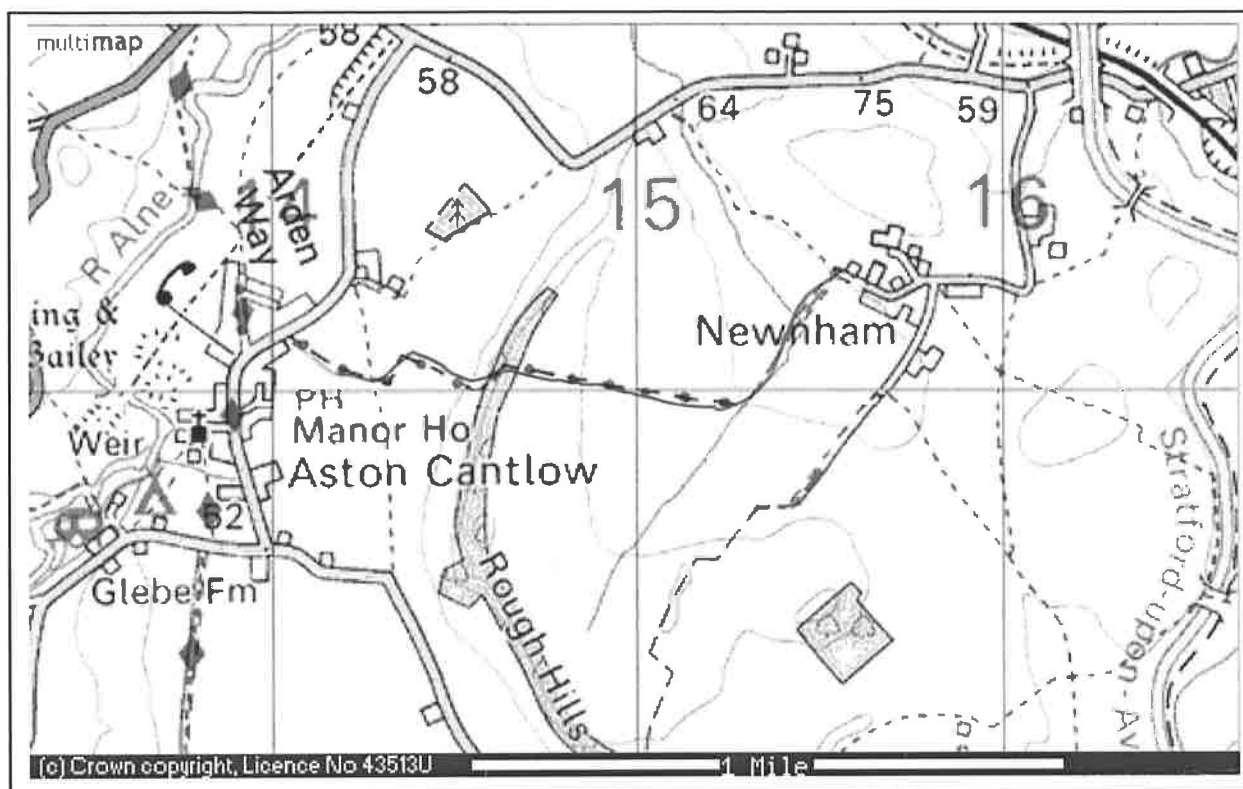 multimap
58
58
64
75
59
15
16
Arden
Way
R Alne
ing &
Bailey
Newnham
PH
Manor Ho
Aston Cantlow
Weir
62
Glebe Fm
Rough Hills
Stratford-upon-Av
(c) Crown copyright, Licence No 43513U
1 Mile